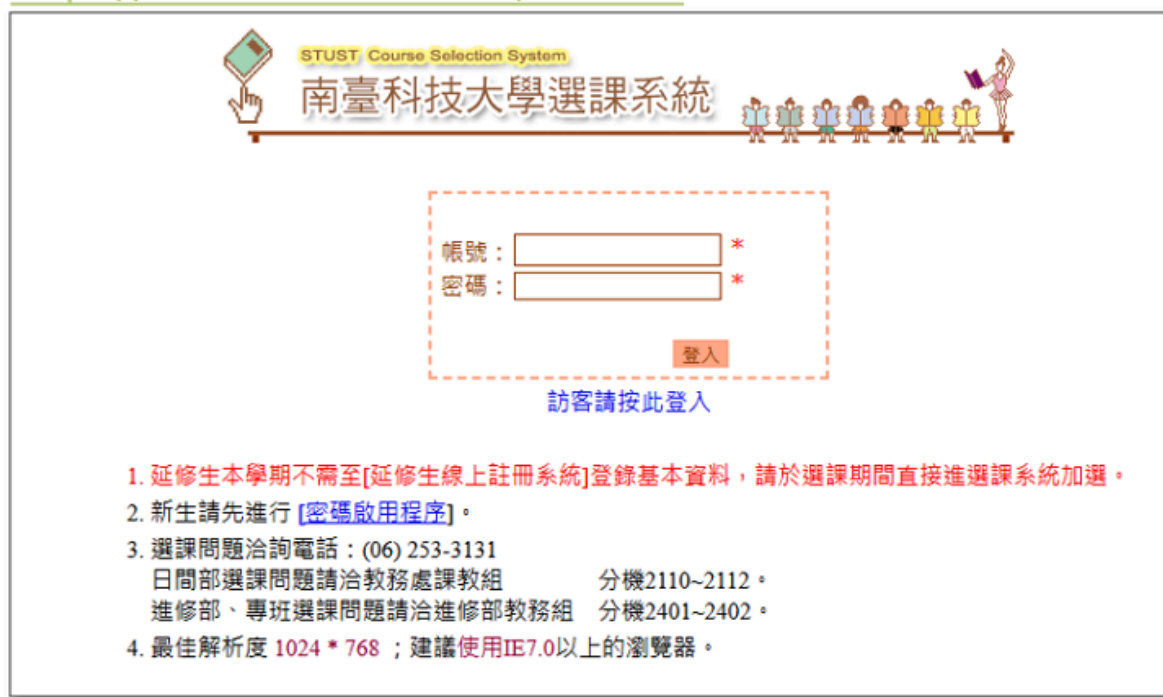 STUST Course Selection System
南臺科技大學選課系統
帳號： *
密碼： *
登入
訪客請按此登入
1. 延修生本學期不需至[延修生線上註冊系統]登錄基本資料，請於選課期間直接進選課系統加選。
2. 新生請先進行 [密碼啟用程序]。
3. 選課問題洽詢電話：(06) 253-3131
日間部選課問題請洽教務處課教組 分機2110~2112。
進修部、專班選課問題請洽進修部教務組 分機2401~2402。
4. 最佳解析度 1024 * 768 ；建議使用IE7.0以上的瀏覽器。